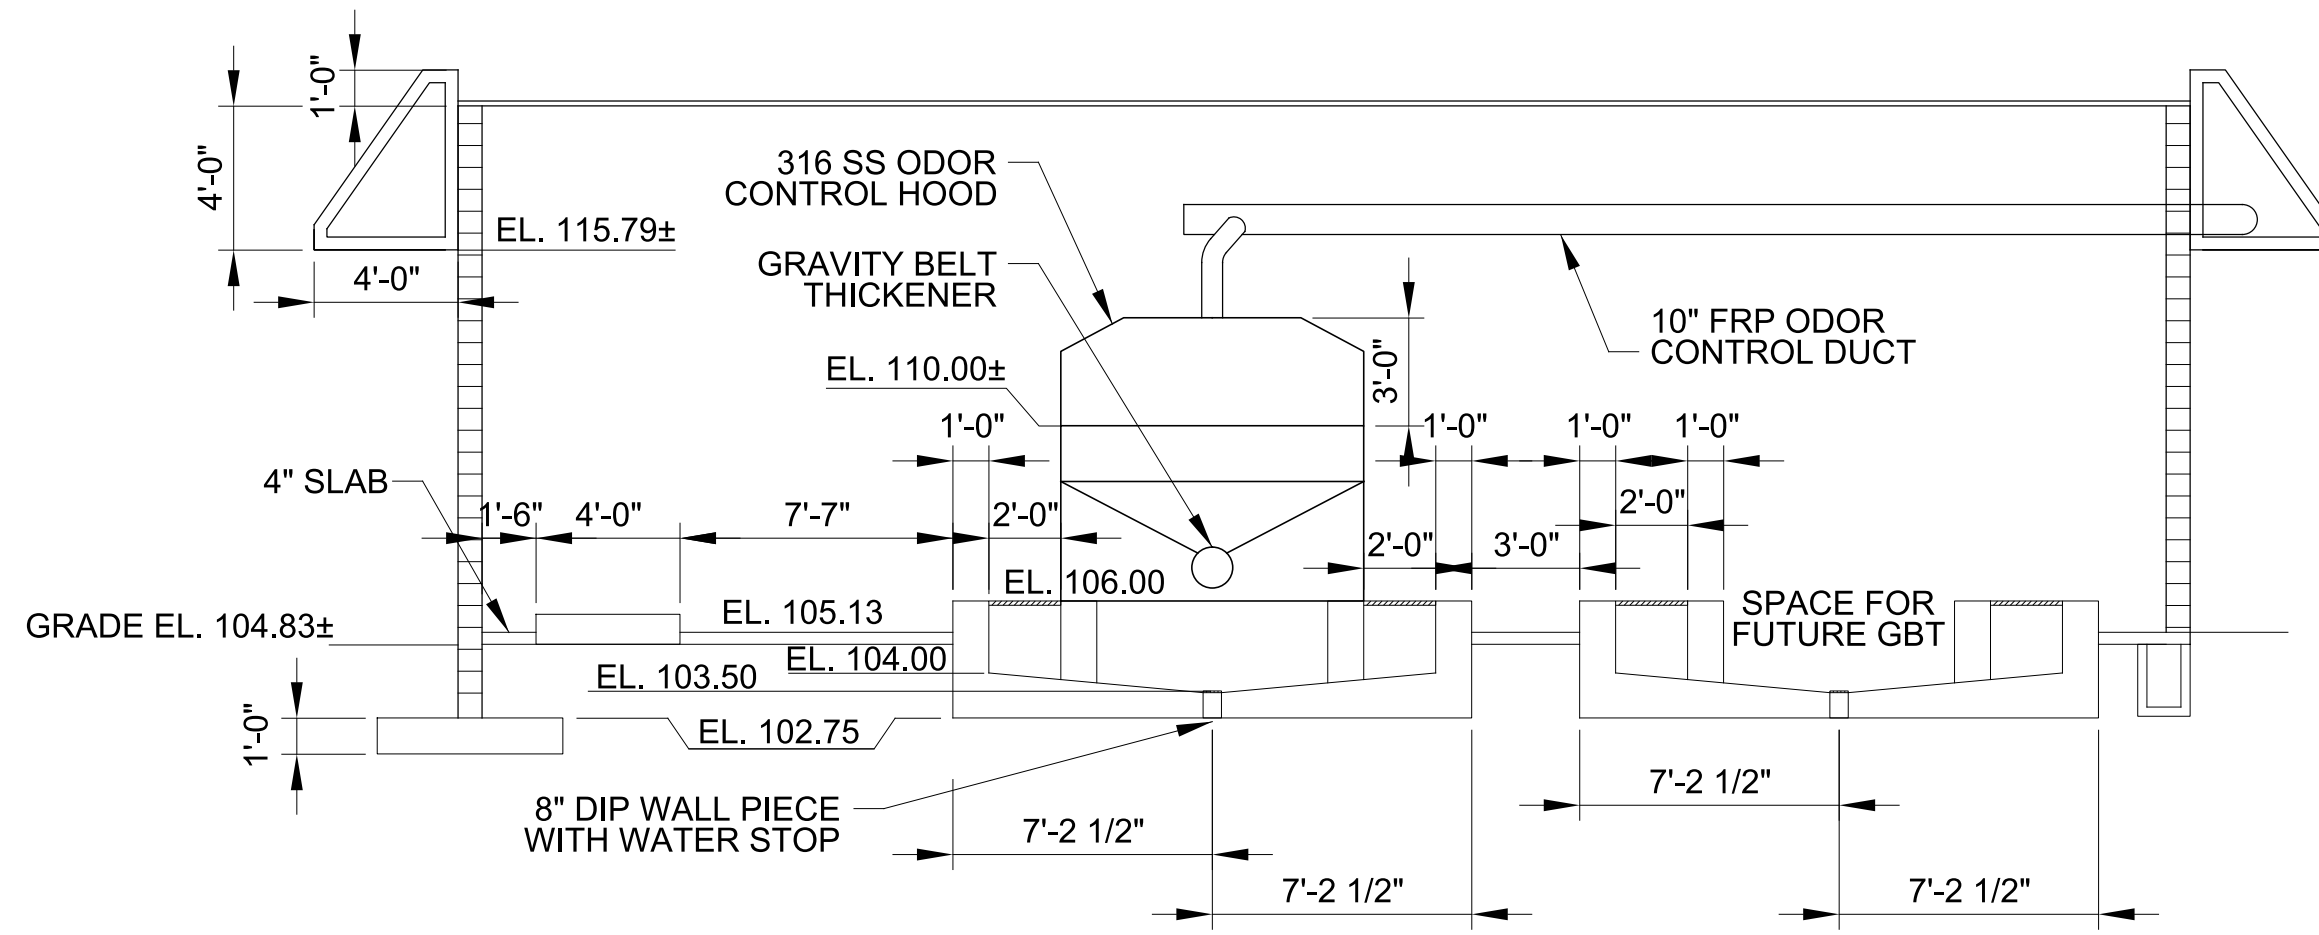 1'-0"
4'-0"
4'-0"
EL. 115.79±
316 SS ODOR
CONTROL HOOD
GRAVITY BELT
THICKENER
10" FRP ODOR
CONTROL DUCT
3'-0"
EL. 110.00±
1'-0"
1'-0"
1'-0"
1'-0"
4" SLAB
1'-6"
4'-0"
7'-7"
2'-0"
2'-0"
3'-0"
2'-0"
EL. 106.00
EL. 105.13
SPACE FOR
FUTURE GBT
GRADE EL. 104.83±
EL. 104.00
EL. 103.50
EL. 102.75
1'-0"
8" DIP WALL PIECE
WITH WATER STOP
7'-2 1/2"
7'-2 1/2"
7'-2 1/2"
7'-2 1/2"